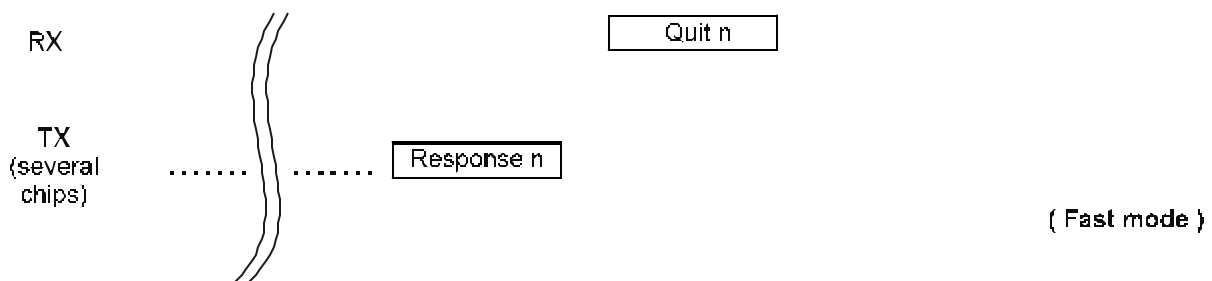 RX
Quit n
TX
(several
chips)
Response n
( Fast mode )